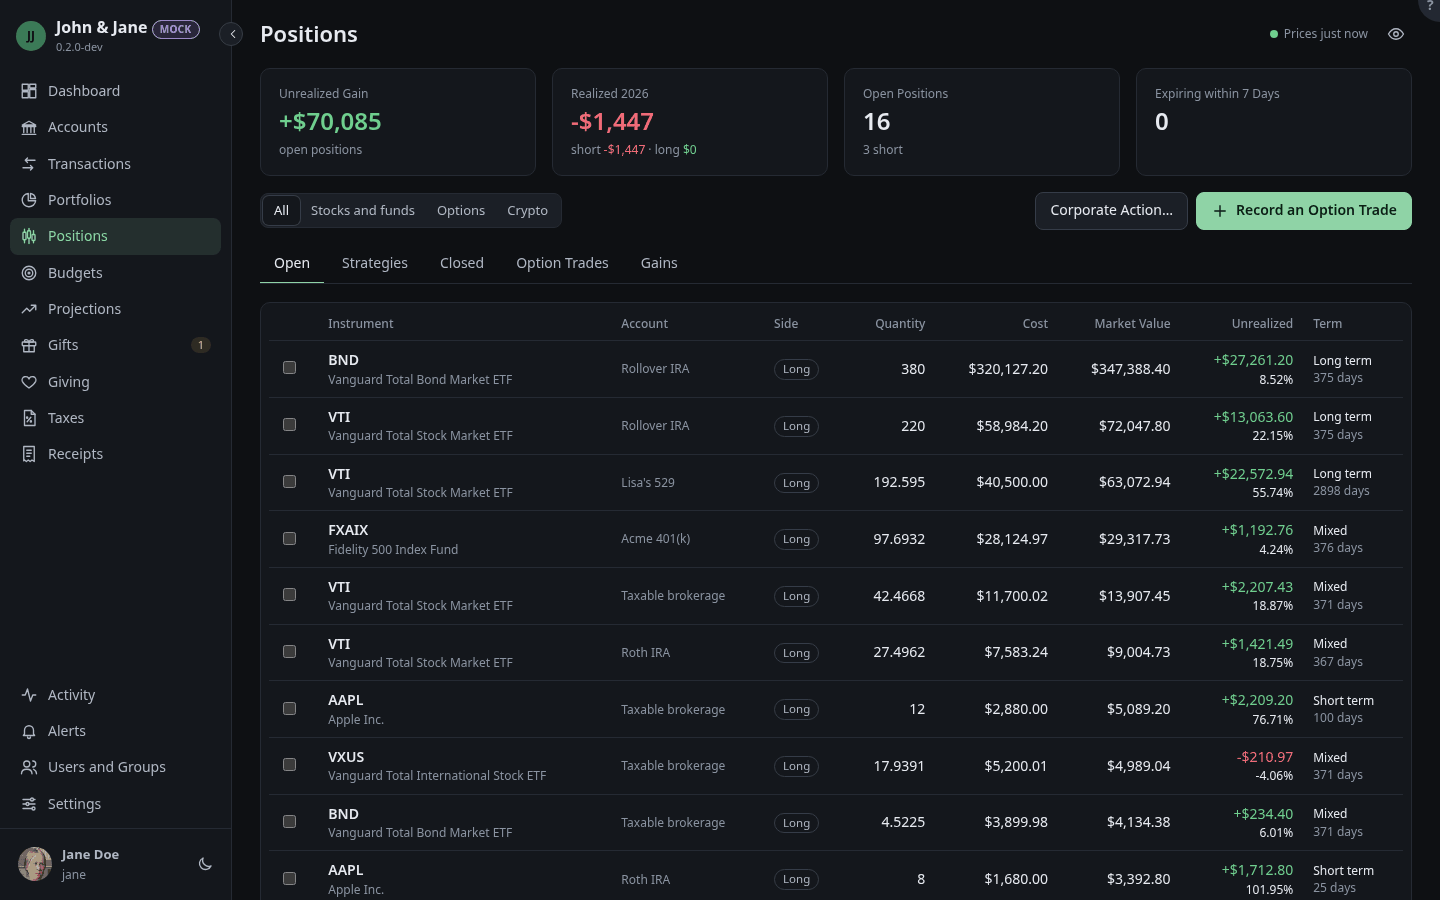 JJ
John & Jane MOCK
0.2.0-dev
Dashboard
Accounts
Transactions
Portfolios
Positions
Budgets
Projections
Gifts 1
Giving
Taxes
Receipts
Activity
Alerts
Users and Groups
Settings
Jane Doe
jane
?
Positions
Prices just now
Unrealized Gain
+$70,085
open positions
Realized 2026
-$1,447
short -$1,447 · long $0
Open Positions
16
3 short
Expiring within 7 Days
0
All Stocks and funds Options Crypto
Corporate Action...
+ Record an Option Trade
Open Strategies Closed Option Trades Gains
Instrument Account Side Quantity Cost Market Value Unrealized Term
BND
Vanguard Total Bond Market ETF
Rollover IRA Long 380 $320,127.20 $347,388.40
+$27,261.20
8.52%
Long term
375 days
VTI
Vanguard Total Stock Market ETF
Rollover IRA Long 220 $58,984.20 $72,047.80
+$13,063.60
22.15%
Long term
375 days
VTI
Vanguard Total Stock Market ETF
Lisa's 529 Long 192.595 $40,500.00 $63,072.94
+$22,572.94
55.74%
Long term
2898 days
FXAIX
Fidelity 500 Index Fund
Acme 401(k) Long 97.6932 $28,124.97 $29,317.73
+$1,192.76
4.24%
Mixed
376 days
VTI
Vanguard Total Stock Market ETF
Taxable brokerage Long 42.4668 $11,700.02 $13,907.45
+$2,207.43
18.87%
Mixed
371 days
VTI
Vanguard Total Stock Market ETF
Roth IRA Long 27.4962 $7,583.24 $9,004.73
+$1,421.49
18.75%
Mixed
367 days
AAPL
Apple Inc.
Taxable brokerage Long 12 $2,880.00 $5,089.20
+$2,209.20
76.71%
Short term
100 days
VXUS
Vanguard Total International Stock ETF
Taxable brokerage Long 17.9391 $5,200.01 $4,989.04
-$210.97
-4.06%
Mixed
371 days
BND
Vanguard Total Bond Market ETF
Taxable brokerage Long 4.5225 $3,899.98 $4,134.38
+$234.40
6.01%
Mixed
371 days
AAPL
Apple Inc.
Roth IRA Long 8 $1,680.00 $3,392.80
+$1,712.80
101.95%
Short term
25 days